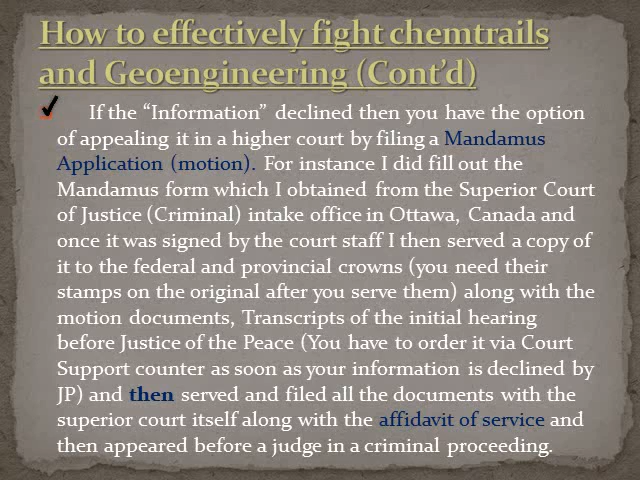 How to effectively fight chemtrails
and Geoengineering (Cont'd)
✓ If the “Information” declined then you have the option
of appealing it in a higher court by filing a Mandamus
Application (motion). For instance I did fill out the
Mandamus form which I obtained from the Superior Court
of Justice (Criminal) intake office in Ottawa, Canada and
once it was signed by the court staff I then served a copy of
it to the federal and provincial crowns (you need their
stamps on the original after you serve them) along with the
motion documents, Transcripts of the initial hearing
before Justice of the Peace (You have to order it via Court
Support counter as soon as your information is declined by
JP) and then served and filed all the documents with the
superior court itself along with the affidavit of service and
then appeared before a judge in a criminal proceeding.